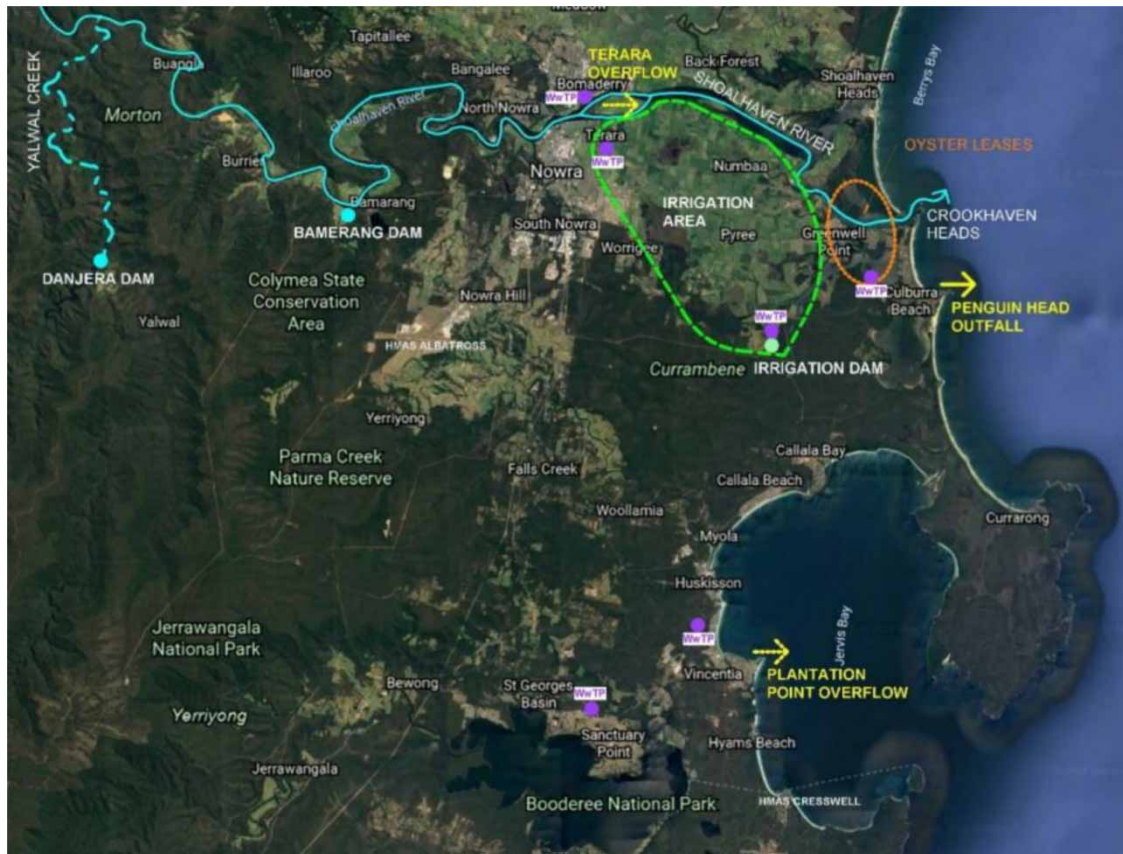 Meadow
Tapitallee
Buangla
Illaroo
Bangalee
Bomaderry
TERARA
OVERFLOW
Back Forest
Shoalhaven
Heads
Berrys Bay
YALWAL CREEK
Morton
Shoalhaven River
North Nowra
WwTP
SHOALHAVEN RIVER
Burrier
Terara
WwTP
Nowra
Numbaa
OYSTER LEASES
Bamarang
BAMERANG DAM
IRRIGATION
AREA
South Nowra
Worrigee
Pyree
Greenwell
Point
CROOKHAVEN
HEADS
DANJERA DAM
Colymea State
Conservation
Area
Yalwal
Nowra Hill
WwTP
Culburra
Beach
PENGUIN HEAD
OUTFALL
HMAS ALBATROSS
WwTP
Currambene
IRRIGATION DAM
Yerriyong
Parma Creek
Nature Reserve
Falls Creek
Callala Bay
Callala Beach
Woollamia
Currarong
Myola
Huskisson
Jerrawangala
National Park
WwTP
Jervis Bay
Vincentia
PLANTATION
POINT OVERFLOW
Bewong
St Georges
Basin
WwTP
Yerriyong
Sanctuary
Point
Hyams Beach
Jerrawangala
Booderee National Park
HMAS CRESWELL